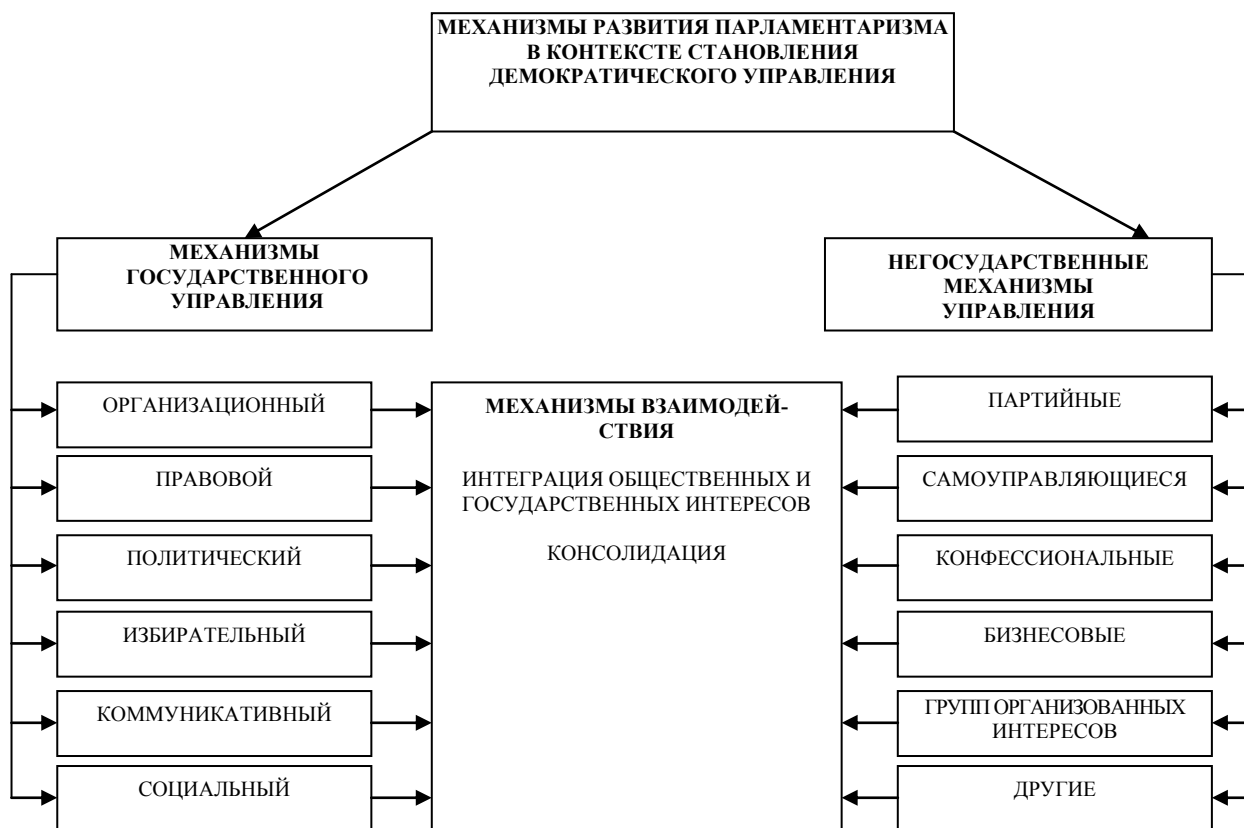 МЕХАНИЗМЫ РАЗВИТИЯ ПАРЛАМЕНТАРИЗМА
В КОНТЕКСТЕ СТАНОВЛЕНИЯ
ДЕМОКРАТИЧЕСКОГО УПРАВЛЕНИЯ
МЕХАНИЗМЫ
ГОСУДАРСТВЕННОГО
УПРАВЛЕНИЯ
НЕГОСУДАРСТВЕННЫЕ
МЕХАНИЗМЫ
УПРАВЛЕНИЯ
ОРГАНИЗАЦИОННЫЙ
ПРАВОВОЙ
ПОЛИТИЧЕСКИЙ
ИЗБИРАТЕЛЬНЫЙ
КОММУНИКАТИВНЫЙ
СОЦИАЛЬНЫЙ
МЕХАНИЗМЫ ВЗАИМОДЕЙ-
СТВИЯ
ИНТЕГРАЦИЯ ОБЩЕСТВЕННЫХ И
ГОСУДАРСТВЕННЫХ ИНТЕРЕСОВ
КОНСОЛИДАЦИЯ
ПАРТИЙНЫЕ
САМОУПРАВЛЯЮЩИЕСЯ
КОНФЕССИОНАЛЬНЫЕ
БИЗНЕСОВЫЕ
ГРУПП ОРГАНИЗОВАННЫХ
ИНТЕРЕСОВ
ДРУГИЕ